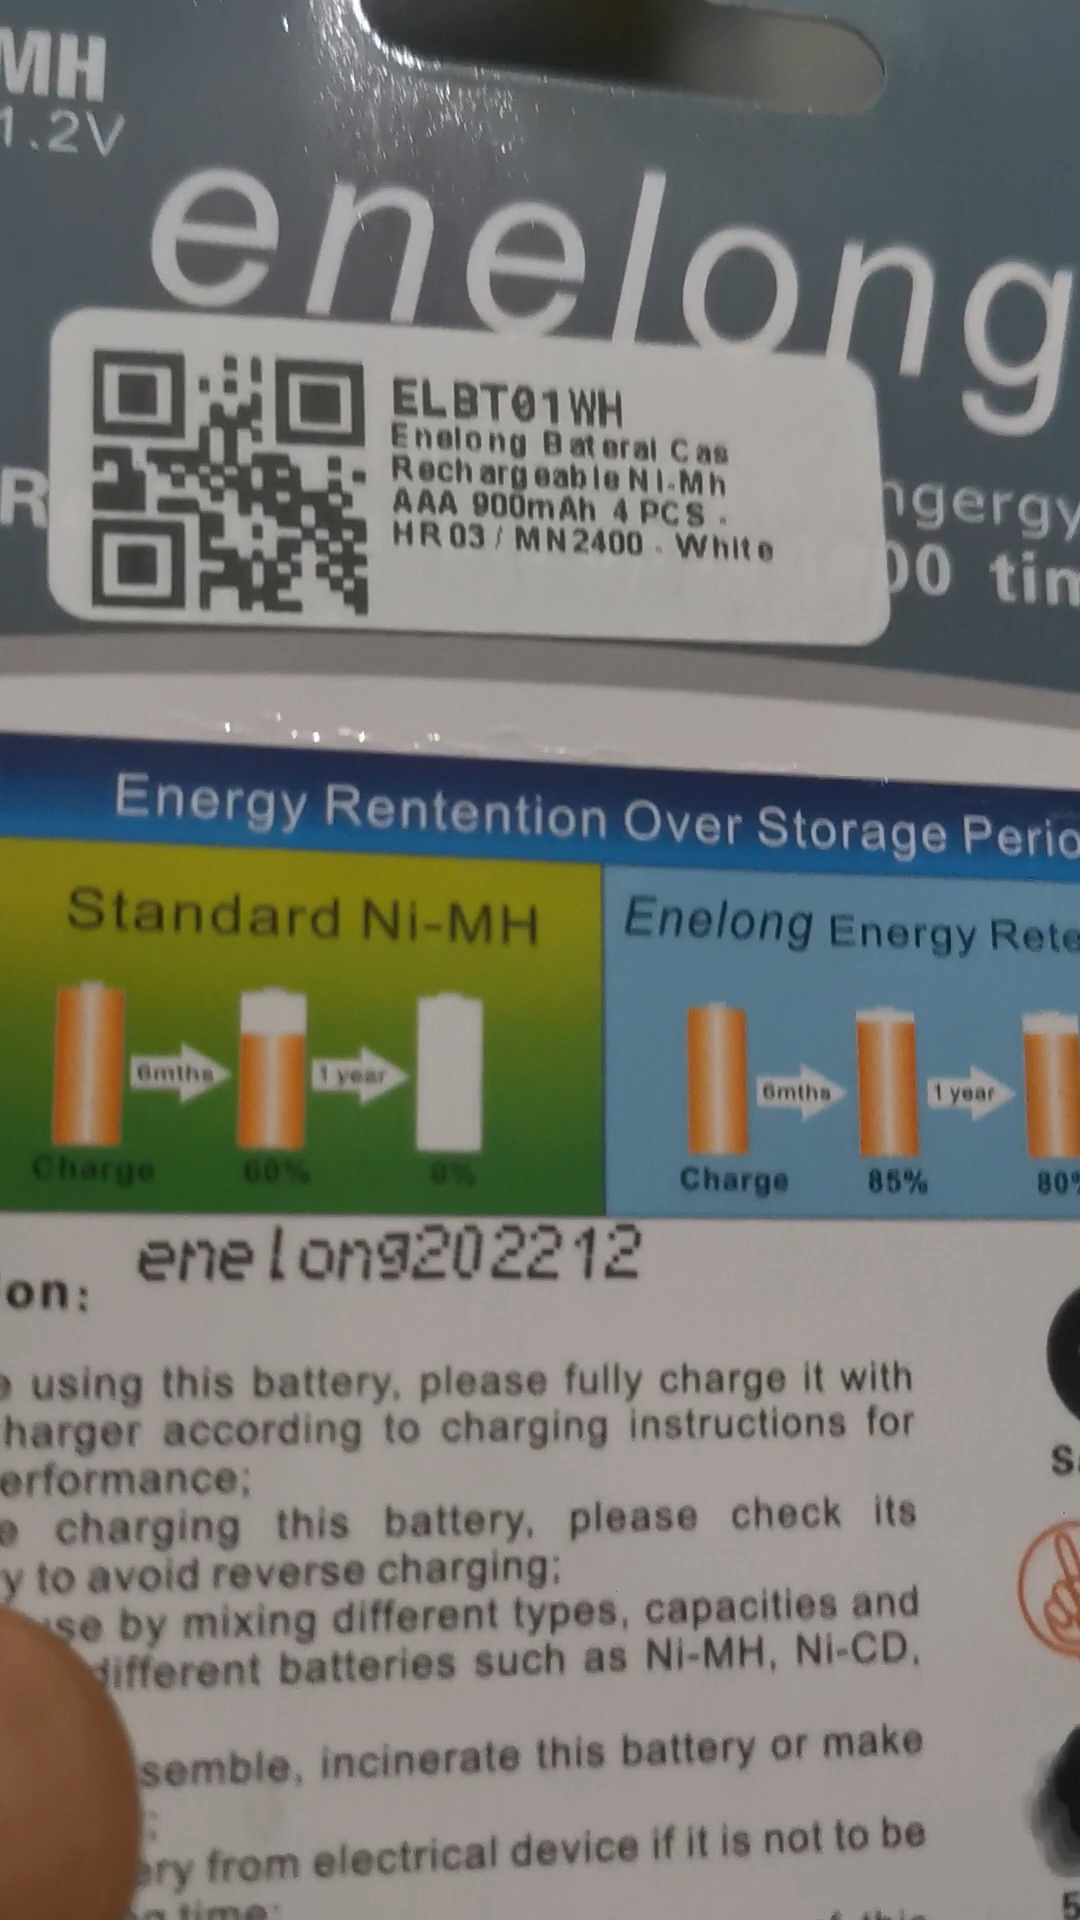 MH
1.2V
enelong
ELBT01WH
Enelong Bateral Cas
Rechargeable NI-Mh
AAA 900mAh 4 PCS -
HR03 / MN2400 - White
R
ngergy
00 tim
Energy Rentention Over Storage Perio
Standard Ni-MH
Enelong Energy Rete
6mths
1 year
6mths
1 year
Charge 60% 0%
Charge 85% 80%
enelong202212
on:
e using this battery, please fully charge it with
harger according to charging instructions for
erformance;
e charging this battery, please check its
y to avoid reverse charging;
use by mixing different types, capacities and
different batteries such as Ni-MH, Ni-CD,
semble, incinerate this battery or make
ery from electrical device if it is not to be
time;